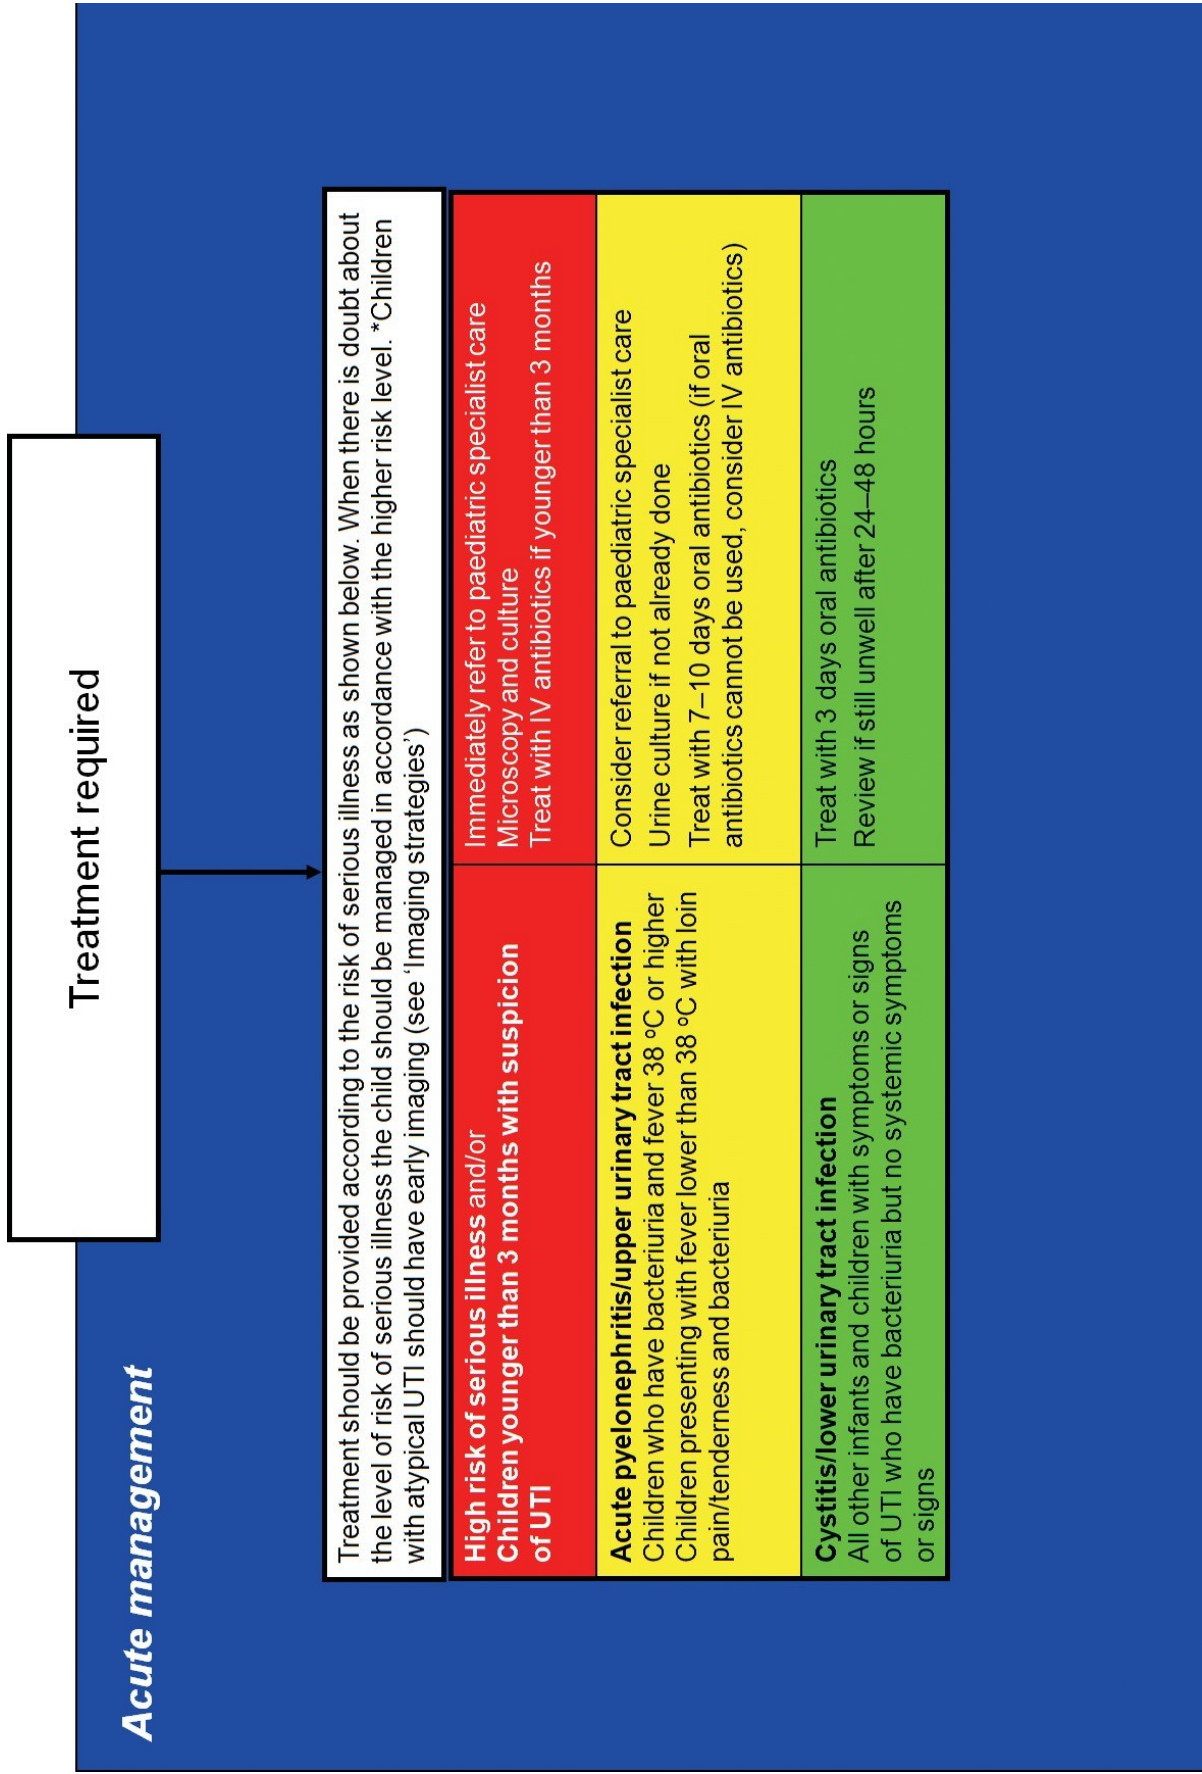 Treatment required
Acute management
Treatment should be provided according to the risk of serious illness as shown below. When there is doubt about
the level of risk of serious illness the child should be managed in accordance with the higher risk level. *Children
with atypical UTI should have early imaging (see ‘Imaging strategies’)
High risk of serious illness and/or
Children younger than 3 months with suspicion
of UTI
Immediately refer to paediatric specialist care
Microscopy and culture
Treat with IV antibiotics if younger than 3 months
Acute pyelonephritis/upper urinary tract infection
Children who have bacteriuria and fever 38 ºC or higher
Children presenting with fever lower than 38 ºC with loin
pain/tenderness and bacteriuria
Consider referral to paediatric specialist care
Urine culture if not already done
Treat with 7–10 days oral antibiotics (if oral
antibiotics cannot be used, consider IV antibiotics)
Cystitis/lower urinary tract infection
All other infants and children with symptoms or signs
of UTI who have bacteriuria but no systemic symptoms
or signs
Treat with 3 days oral antibiotics
Review if still unwell after 24–48 hours